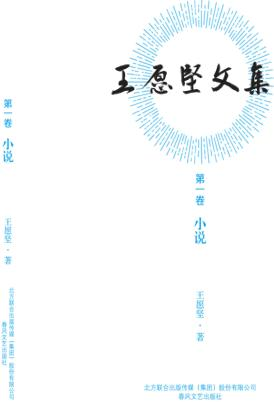 王愿坚文集
第一卷
小说
王愿坚·著
北方联合出版传媒（集团）股份有限公司
春风文艺出版社
第一卷
小说
王愿坚·著
北方联合出版传媒（集团）股份有限公司
春风文艺出版社